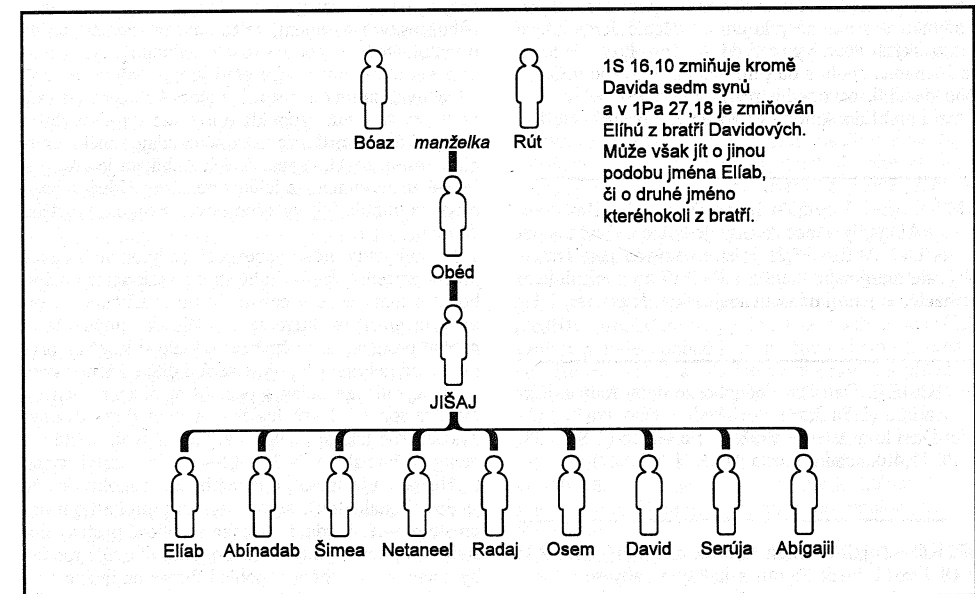 1S 16,10 zmiňuje kromě
Davida sedm synů
a v 1Pa 27,18 je zmiňován
Elíhú z bratří Davidových.
Může však jít o jinou
podobu jména Elíab,
či o druhé jméno
kteréhokoli z bratří.
Bóaz manželka Rút
Obéd
JIŠAJ
Elíab Abínadab Šimea Netaneel Radaj Osem David Serúja Abígajil